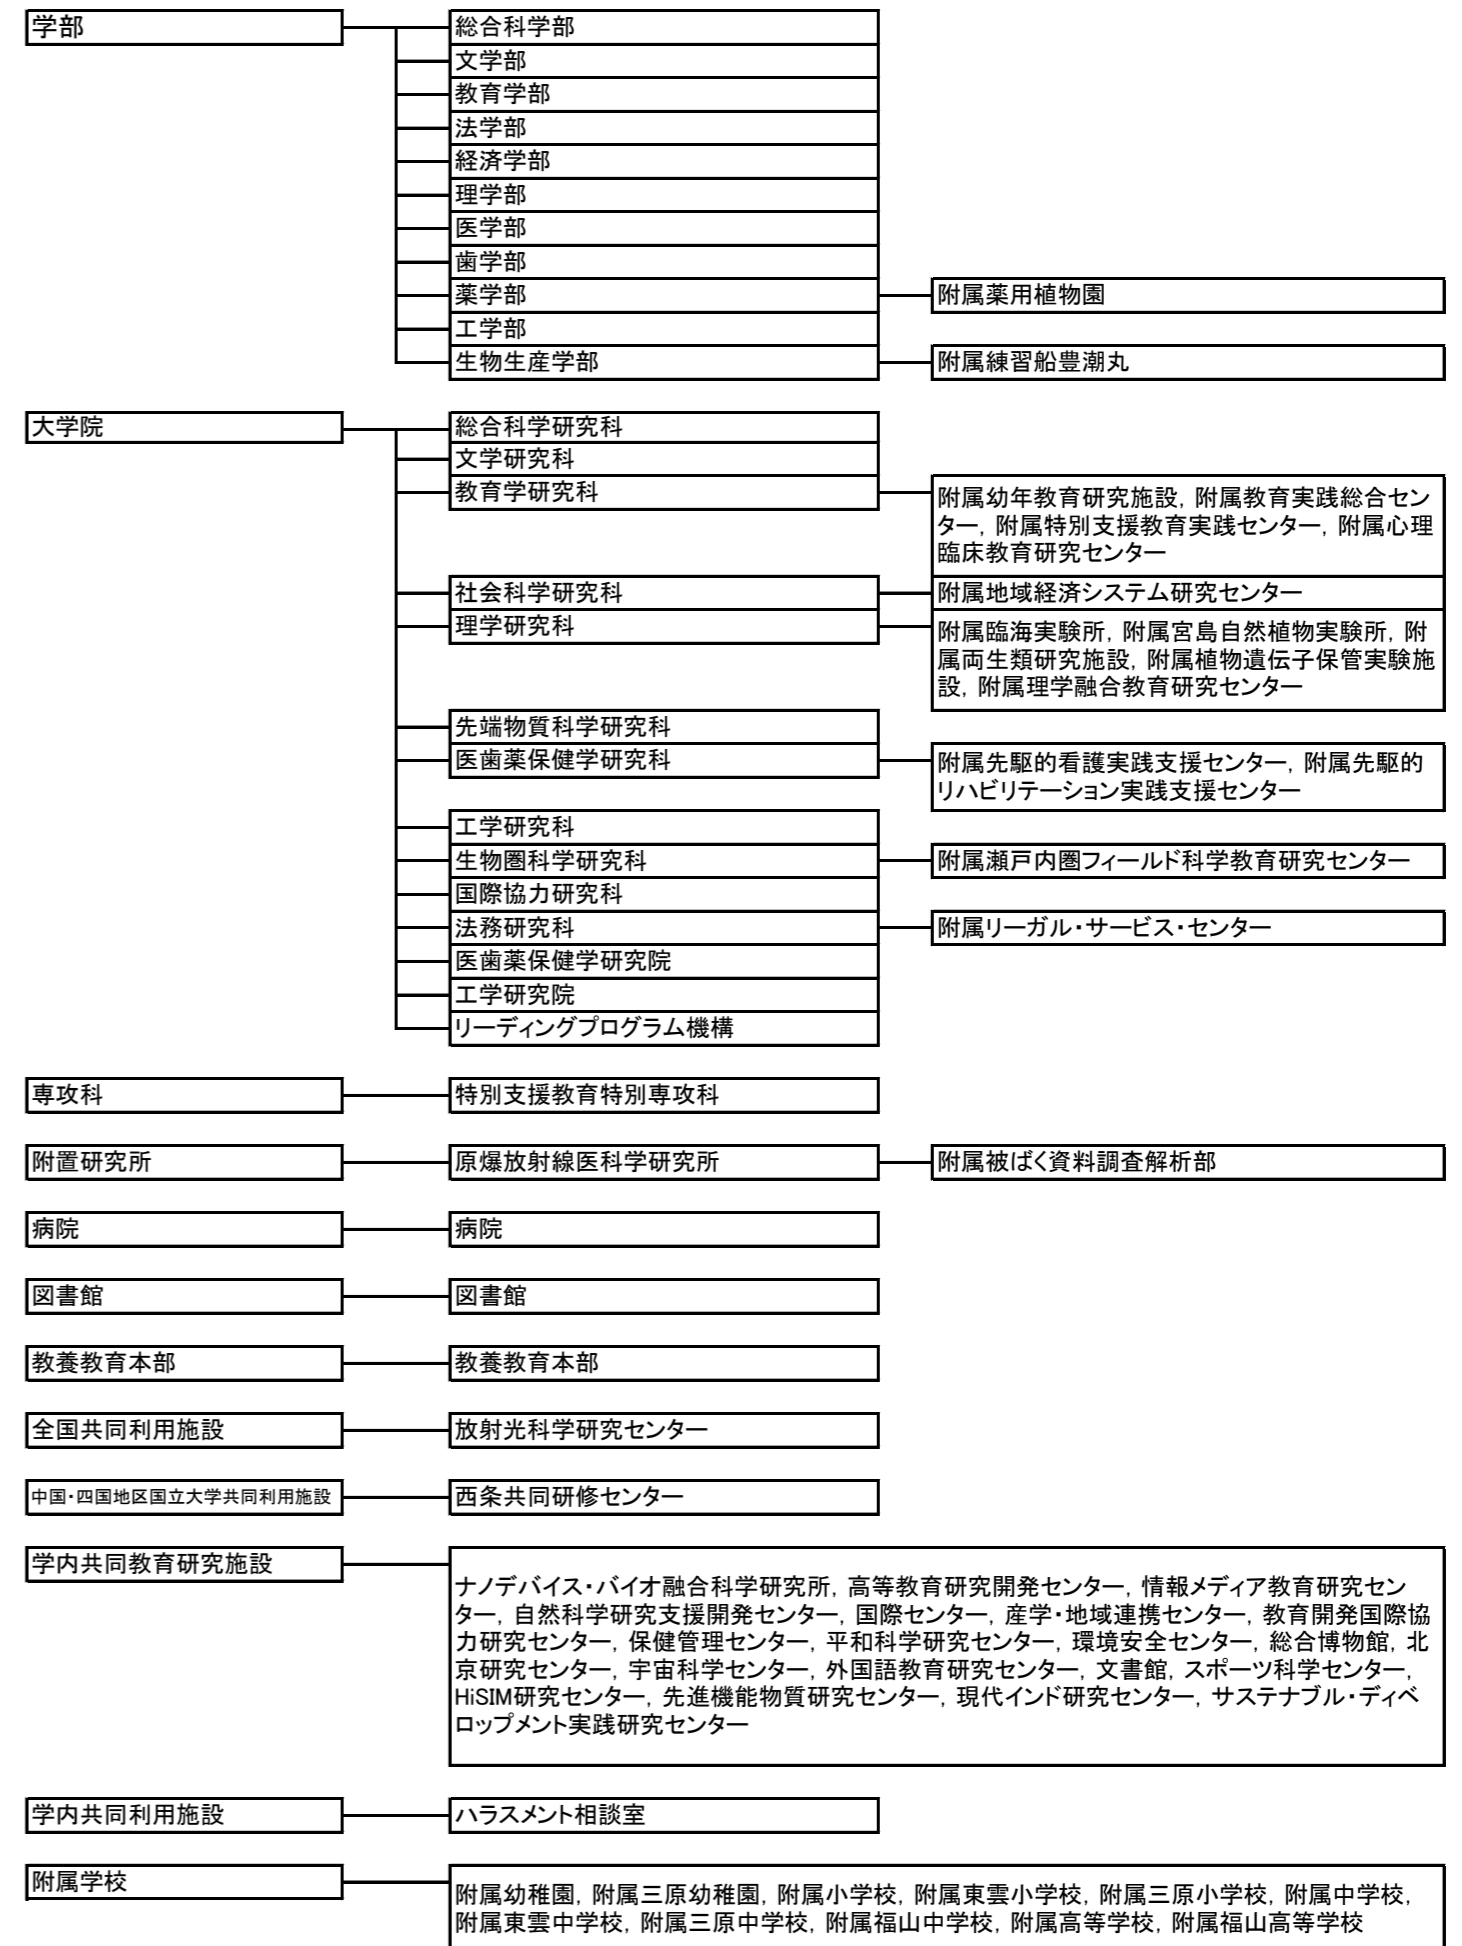 学部
総合科学部
文学部
教育学部
法学部
経済学部
理学部
医学部
歯学部
薬学部
附属薬用植物園
工学部
生物生産学部
附属練習船豊潮丸
大学院
総合科学研究科
文学研究科
教育学研究科
附属幼年教育研究施設，附属教育実践総合セン
ター，附属特別支援教育実践センター，附属心理
臨床教育研究センター
社会科学研究科
附属地域経済システム研究センター
理学研究科
附属臨海実験所，附属宮島自然植物実験所，附
属両生類研究施設，附属植物遺伝子保管実験施
設，附属理学融合教育研究センター
先端物質科学研究科
医歯薬保健学研究科
附属先駆的看護実践支援センター，附属先駆的
リハビリテーション実践支援センター
工学研究科
生物圏科学研究科
附属瀬戸内圏フィールド科学教育研究センター
国際協力研究科
法務研究科
附属リーガル・サービス・センター
医歯薬保健学研究院
工学研究院
リーディングプログラム機構
専攻科
特別支援教育特別専攻科
附置研究所
原爆放射線医科学研究所
附属被ばく資料調査解析部
病院
病院
図書館
図書館
教養教育本部
教養教育本部
全国共同利用施設
放射光科学研究センター
中国・四国地区国立大学共同利用施設
西条共同研修センター
学内共同教育研究施設
ナノデバイス・バイオ融合科学研究所，高等教育研究開発センター，情報メディア教育研究セン
ター，自然科学研究支援開発センター，国際センター，産学・地域連携センター，教育開発国際協
力研究センター，保健管理センター，平和科学研究センター，環境安全センター，総合博物館，北
京研究センター，宇宙科学センター，外国語教育研究センター，文書館，スポーツ科学センター，
HiSIM研究センター，先進機能物質研究センター，現代インド研究センター，サステナブル・ディベ
ロップメント実践研究センター
学内共同利用施設
ハラスメント相談室
附属学校
附属幼稚園，附属三原幼稚園，附属小学校，附属東雲小学校，附属三原小学校，附属中学校，
附属東雲中学校，附属三原中学校，附属福山中学校，附属高等学校，附属福山高等学校